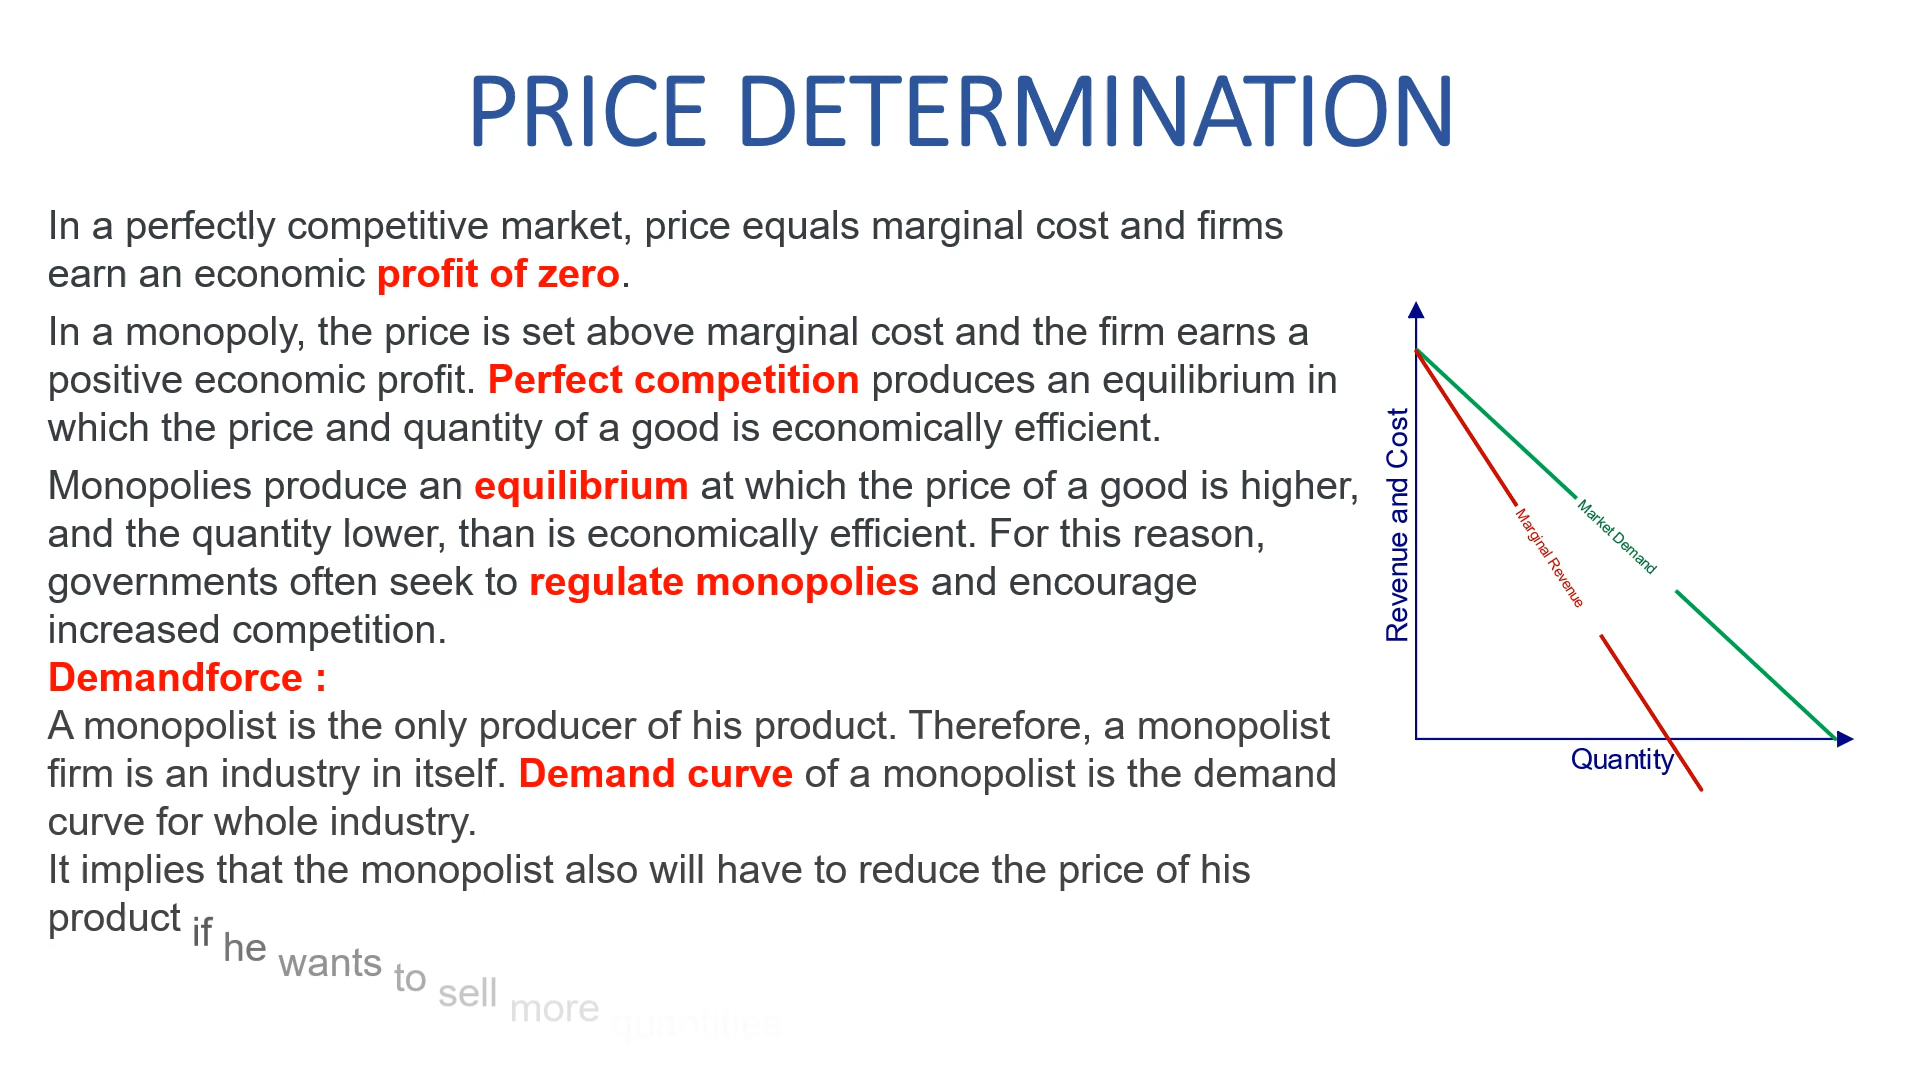 PRICE DETERMINATION
In a perfectly competitive market, price equals marginal cost and firms
earn an economic profit of zero.
In a monopoly, the price is set above marginal cost and the firm earns a
positive economic profit. Perfect competition produces an equilibrium in
which the price and quantity of a good is economically efficient.
Monopolies produce an equilibrium at which the price of a good is higher,
and the quantity lower, than is economically efficient. For this reason,
governments often seek to regulate monopolies and encourage
increased competition.
Demandforce :
A monopolist is the only producer of his product. Therefore, a monopolist
firm is an industry in itself. Demand curve of a monopolist is the demand
curve for whole industry.
It implies that the monopolist also will have to reduce the price of his
product if he wants to sell more quantities
Revenue and Cost
Marginal Revenue
Market Demand
Quantity